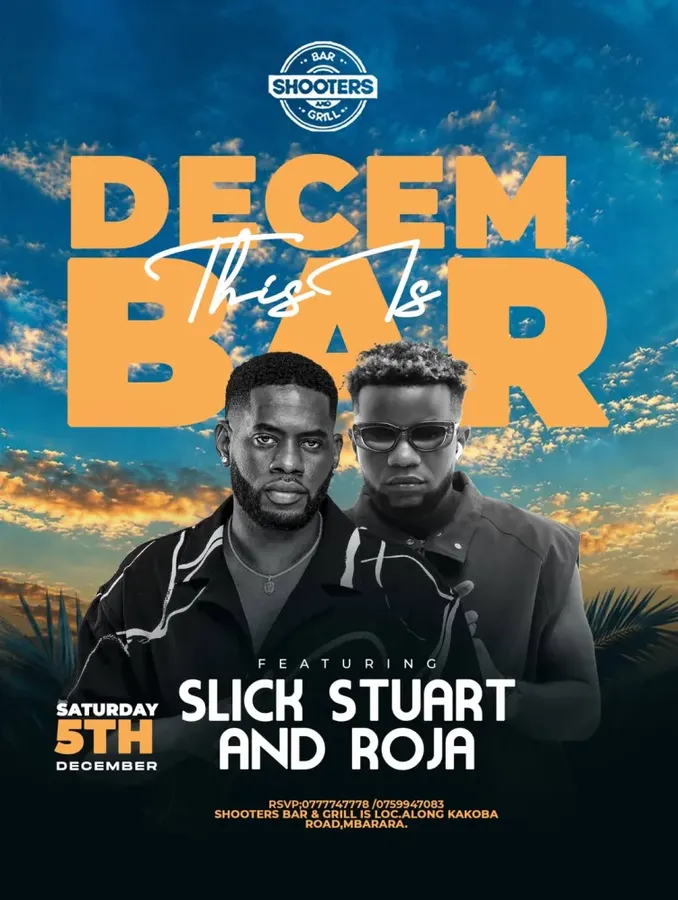 BAR
SHOOTERS
AND
GRILL
DECEM
This Is
BAR
FEATURING
SLICK STUART
AND ROJA
SATURDAY
5TH
DECEMBER
RSVP;0777747778 /0759947083
SHOOTERS BAR & GRILL IS LOC.ALONG KAKOBA
ROAD,MBARARA.